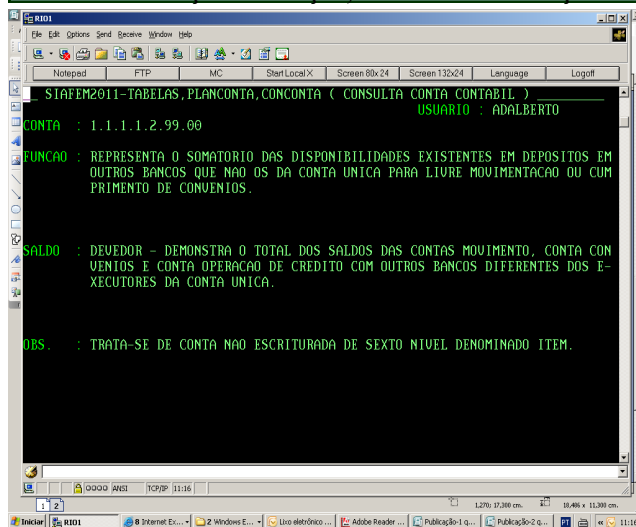 RIO1
File Edit Options Send Receive Window Help
Notepad FTP MC Start Local X Screen 80x24 Screen 132x24 Language Logoff
__ SIAFEM2011-TABELAS,PLANCONTA,CONCONTA ( CONSULTA CONTA CONTABIL ) ________
USUARIO : ADALBERTO
CONTA : 1.1.1.1.2.99.00
FUNCAO : REPRESENTA O SOMATORIO DAS DISPONIBILIDADES EXISTENTES EM DEPOSITOS EM
OUTROS BANCOS QUE NAO OS DA CONTA UNICA PARA LIVRE MOVIMENTACAO OU CUM
PRIMENTO DE CONVENIOS.
SALDO : DEVEDOR - DEMONSTRA O TOTAL DOS SALDOS DAS CONTAS MOVIMENTO, CONTA CON
VENIOS E CONTA OPERACAO DE CREDITO COM OUTROS BANCOS DIFERENTES DOS E-
XECUTORES DA CONTA UNICA.
OBS. : TRATA-SE DE CONTA NAO ESCRITURADA DE SEXTO NIVEL DENOMINADO ITEM.
0000 ANSI TCP/IP 11:16
1 2 1,270; 17,300 cm. 18,486 x 11,300 cm.
Iniciar RIO1 8 Internet Ex... 2 Windows E... Lixo eletrônico ... Adobe Reader ... Publicação-1 q... Publicação-2 q... PT « 11:16